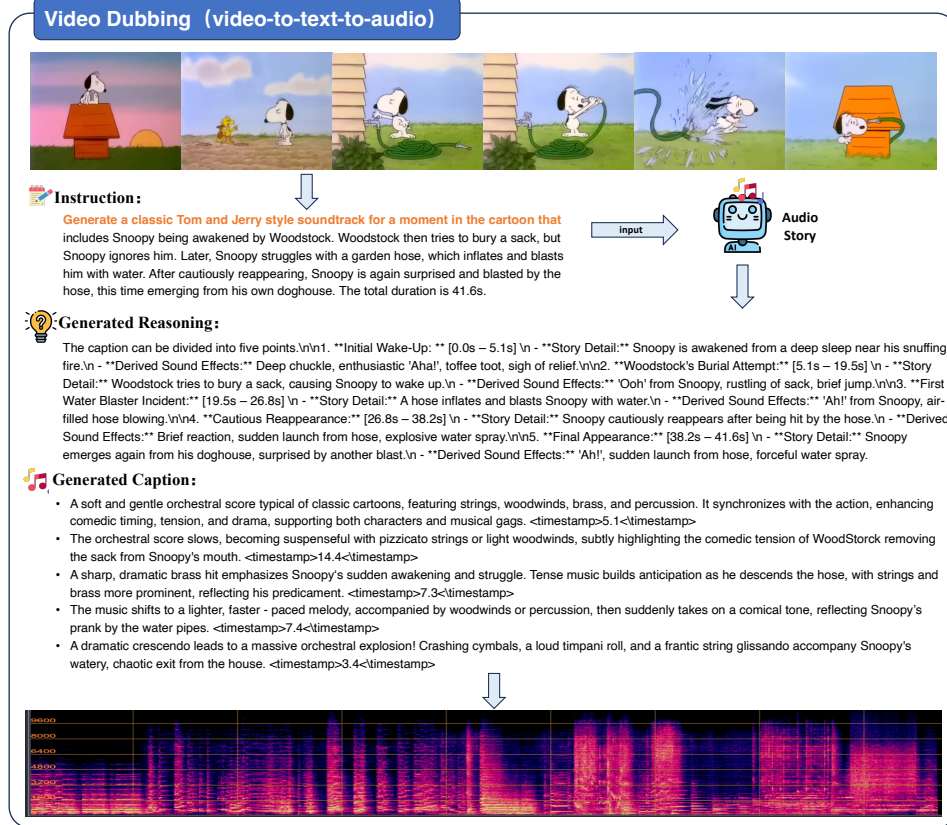 Video Dubbing（video-to-text-to-audio）
Instruction：
Generate a classic Tom and Jerry style soundtrack for a moment in the cartoon that
includes Snoopy being awakened by Woodstock. Woodstock then tries to bury a sack, but
Snoopy ignores him. Later, Snoopy struggles with a garden hose, which inflates and blasts
him with water. After cautiously reappearing, Snoopy is again surprised and blasted by the
hose, this time emerging from his own doghouse. The total duration is 41.6s.
input
AI
Audio
Story
Generated Reasoning：
The caption can be divided into five points.\n\n1. **Initial Wake-Up: ** [0.0s – 5.1s] \n - **Story Detail:** Snoopy is awakened from a deep sleep near his snuffing
fire.\n - **Derived Sound Effects:** Deep chuckle, enthusiastic 'Aha!', toffee toot, sigh of relief.\n\n2. **Woodstock's Burial Attempt:** [5.1s – 19.5s] \n - **Story
Detail:** Woodstock tries to bury a sack, causing Snoopy to wake up.\n - **Derived Sound Effects:** 'Ooh' from Snoopy, rustling of sack, brief jump.\n\n3. **First
Water Blaster Incident:** [19.5s – 26.8s] \n - **Story Detail:** A hose inflates and blasts Snoopy with water.\n - **Derived Sound Effects:** 'Ah!' from Snoopy, air-
filled hose blowing.\n\n4. **Cautious Reappearance:** [26.8s – 38.2s] \n - **Story Detail:** Snoopy cautiously reappears after being hit by the hose.\n - **Derived
Sound Effects:** Brief reaction, sudden launch from hose, explosive water spray.\n\n5. **Final Appearance:** [38.2s – 41.6s] \n - **Story Detail:** Snoopy
emerges again from his doghouse, surprised by another blast.\n - **Derived Sound Effects:** 'Ah!', sudden launch from hose, forceful water spray.
Generated Caption：
• A soft and gentle orchestral score typical of classic cartoons, featuring strings, woodwinds, brass, and percussion. It synchronizes with the action, enhancing
comedic timing, tension, and drama, supporting both characters and musical gags. <timestamp>5.1<\timestamp>
• The orchestral score slows, becoming suspenseful with pizzicato strings or light woodwinds, subtly highlighting the comedic tension of WoodStorck removing
the sack from Snoopy's mouth. <timestamp>14.4<\timestamp>
• A sharp, dramatic brass hit emphasizes Snoopy's sudden awakening and struggle. Tense music builds anticipation as he descends the hose, with strings and
brass more prominent, reflecting his predicament. <timestamp>7.3<\timestamp>
• The music shifts to a lighter, faster - paced melody, accompanied by woodwinds or percussion, then suddenly takes on a comical tone, reflecting Snoopy's
prank by the water pipes. <timestamp>7.4<\timestamp>
• A dramatic crescendo leads to a massive orchestral explosion! Crashing cymbals, a loud timpani roll, and a frantic string glissando accompany Snoopy's
watery, chaotic exit from the house. <timestamp>3.4<\timestamp>
9600
8000
6400
4800
3200